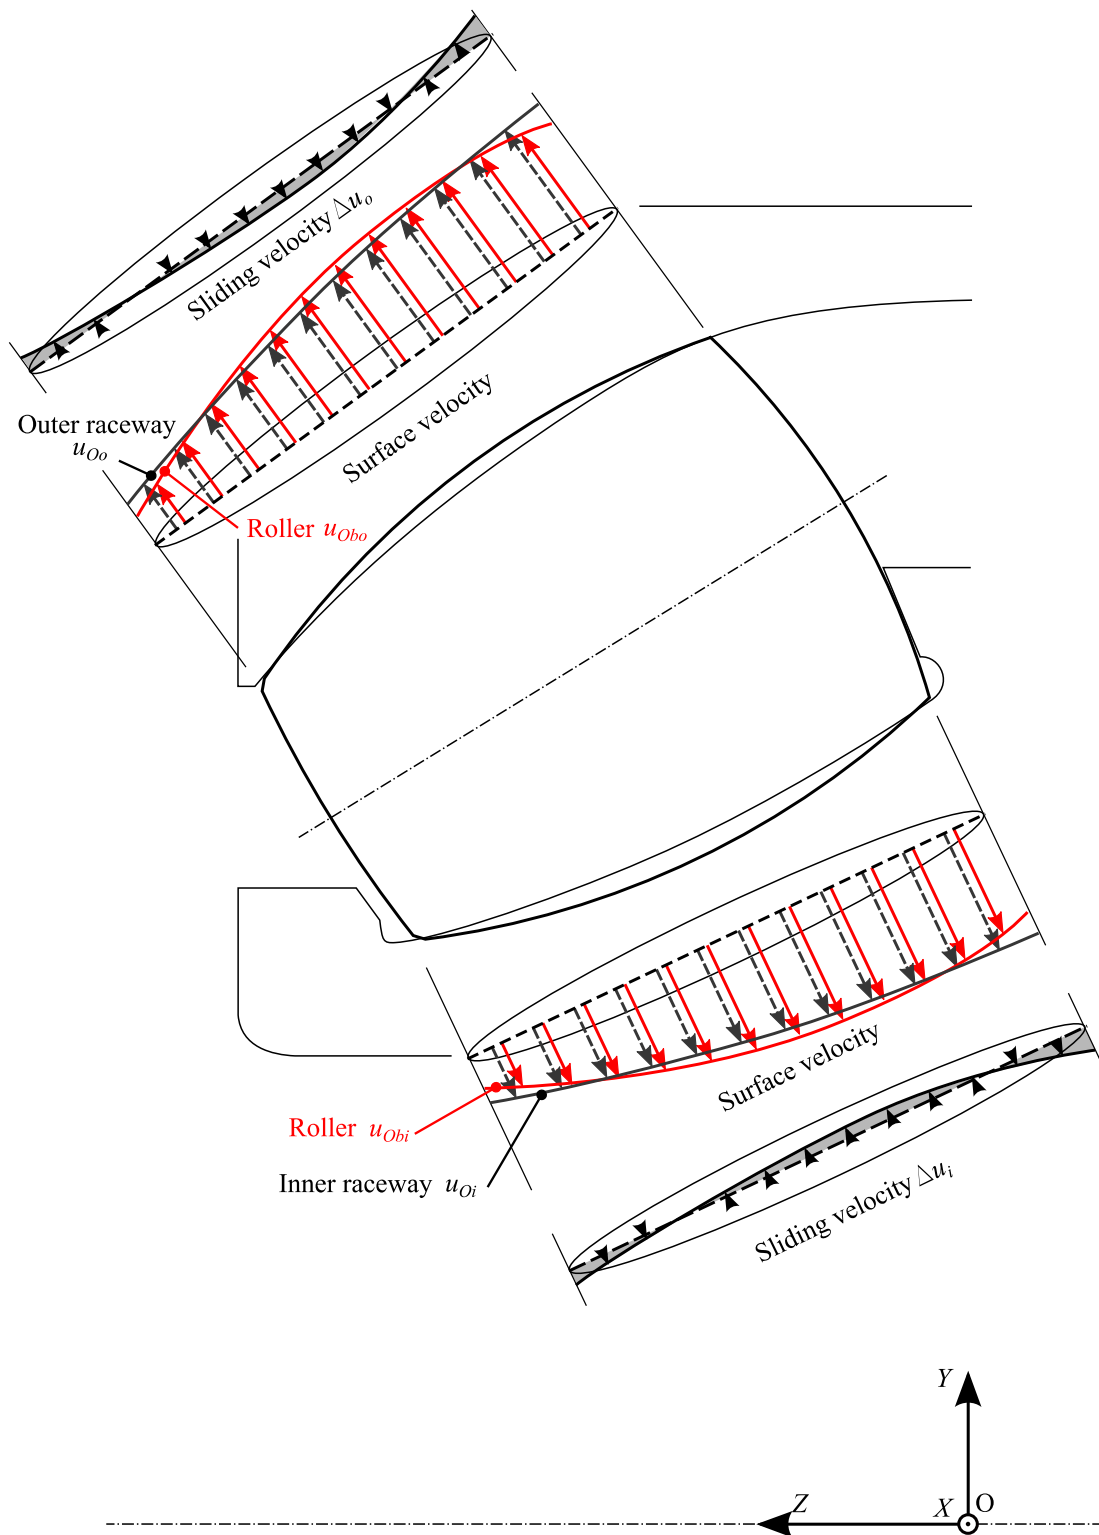 Sliding velocity Δu_o
Outer raceway
u_Oo
Surface velocity
Roller u_Obo
Surface velocity
Roller u_Obi
Inner raceway u_Oi
Sliding velocity Δu_i
Y
Z
X
O